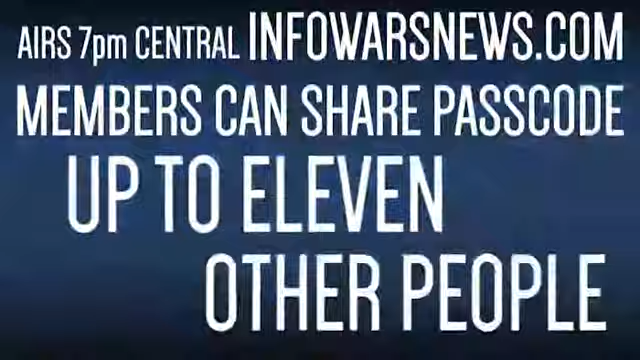 AIRS 7pm CENTRAL INFOWARSNEWS.COM
MEMBERS CAN SHARE PASSCODE
UP TO ELEVEN
OTHER PEOPLE